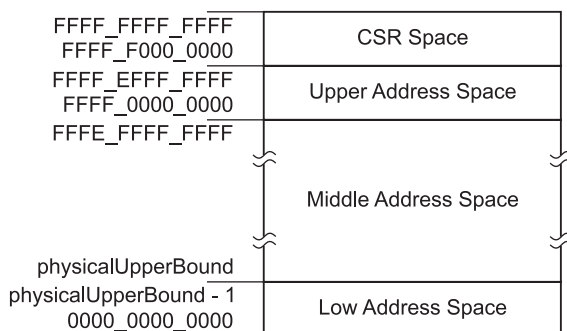 FFFF_FFFF_FFFF
FFFF_F000_0000
CSR Space
FFFF_EFFF_FFFF
FFFF_0000_0000
Upper Address Space
FFFE_FFFF_FFFF
Middle Address Space
physicalUpperBound
physicalUpperBound - 1
0000_0000_0000
Low Address Space